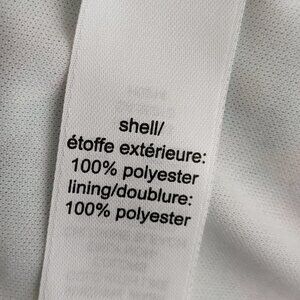 shell/
étoffe extérieure:
100% polyester
lining/doublure:
100% polyester